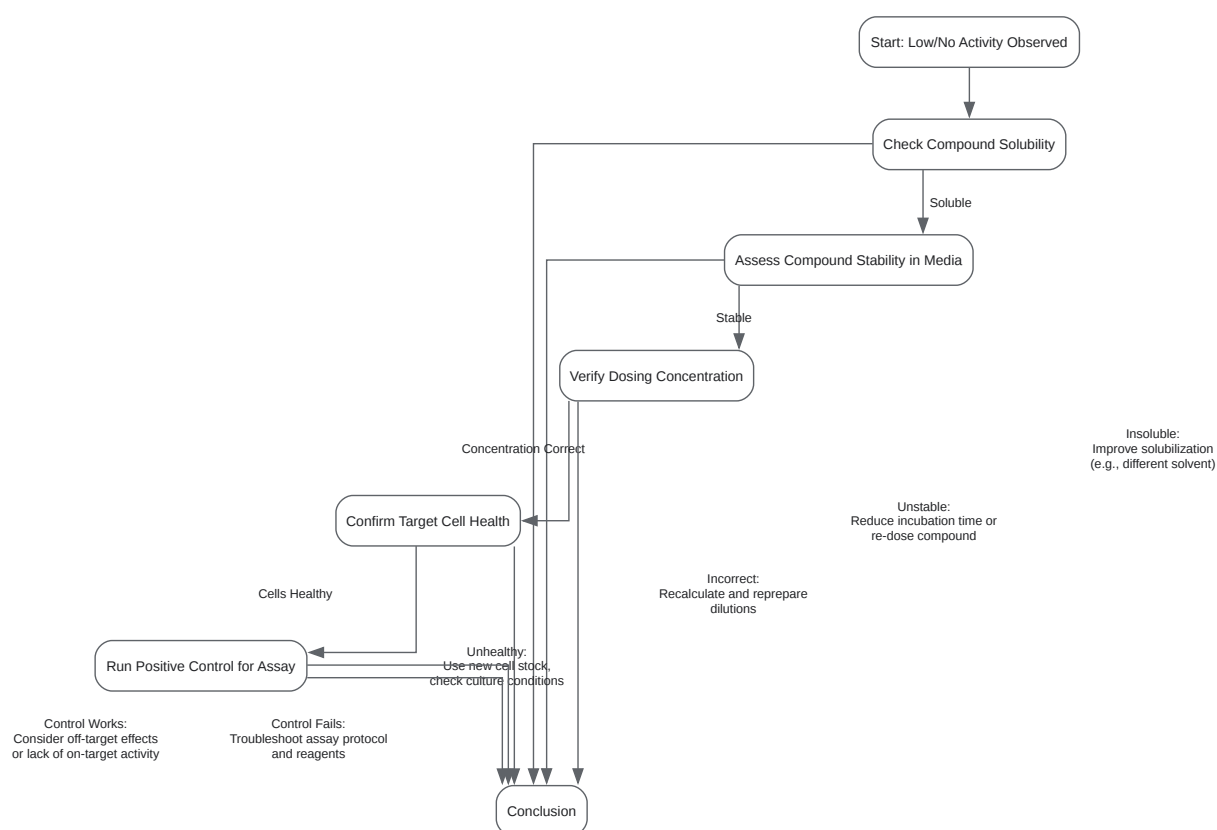 Start: Low/No Activity Observed
Check Compound Solubility
Soluble
Assess Compound Stability in Media
Stable
Verify Dosing Concentration
Insoluble:
Improve solubilization
(e.g., different solvent)
Concentration Correct
Unstable:
Reduce incubation time or
re-dose compound
Confirm Target Cell Health
Incorrect:
Recalculate and reprepare
dilutions
Cells Healthy
Unhealthy:
Use new cell stock,
check culture conditions
Run Positive Control for Assay
Control Works:
Consider off-target effects
or lack of on-target activity
Control Fails:
Troubleshoot assay protocol
and reagents
Conclusion